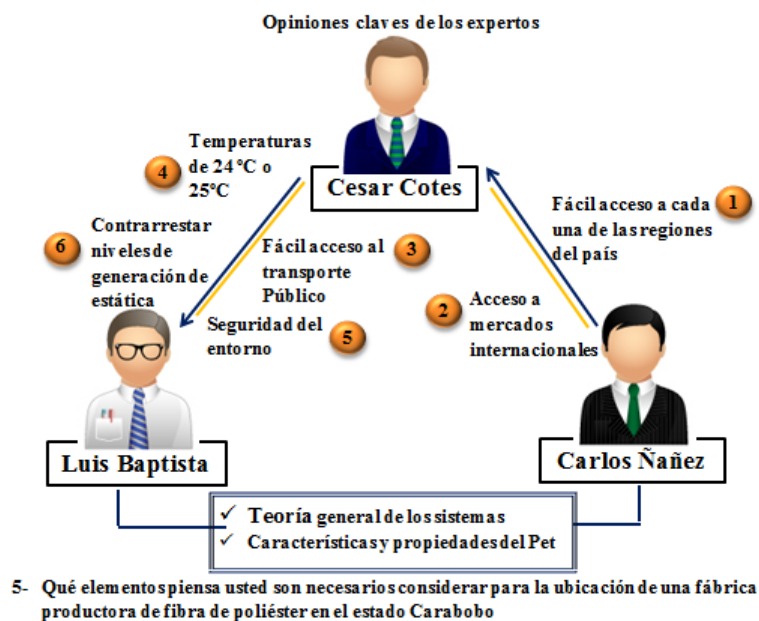 Opiniones claves de los expertos
Cesar Cotes
4
Temperaturas
de 24°C o
25°C
1
Fácil acceso a cada
una de las regiones
del país
6
Contrarrestar
niveles de
generación de
estática
3
Fácil acceso al
transporte
Público
2
Acceso a
mercados
internacionales
5
Seguridad del
entorno
Luis Baptista
Carlos Ñañez
✓ Teoría general de los sistemas
✓ Características y propiedades del Pet
5- Qué elementos piensa usted son necesarios considerar para la ubicación de una fábrica
productora de fibra de poliéster en el estado Carabobo